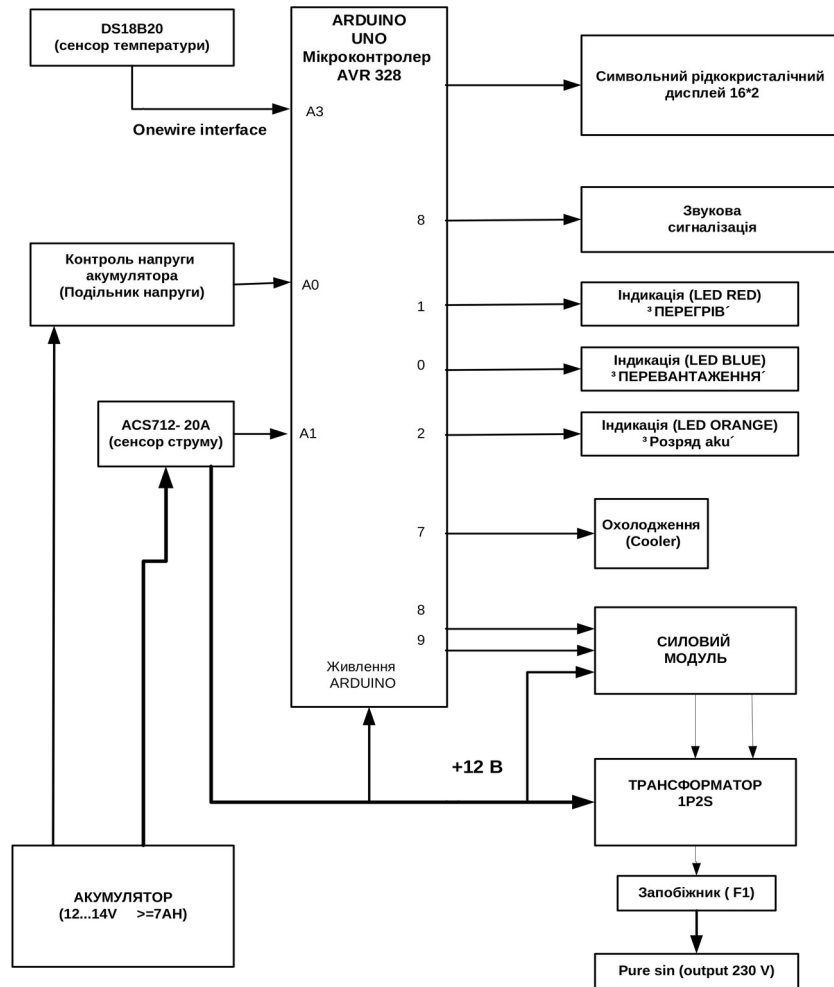 DS18B20
(сенсор температури)
Onewire interface
ARDUINO
UNO
Мікроконтролер
AVR 328
A3
Символьний рідкокристалічний
дисплей 16*2
8
Звукова
сигналізація
Контроль напруги
акумулятора
(Подільник напруги)
A0
1
Індикація (LED RED)
³ ПЕРЕГРІВ´
0
Індикація (LED BLUE)
³ ПЕРЕВАНТАЖЕННЯ´
ACS712- 20A
(сенсор струму)
A1
2
Індикація (LED ORANGE)
³ Розряд aku´
7
Охолодження
(Cooler)
8
9
СИЛОВИЙ
МОДУЛЬ
Живлення
ARDUINO
+12 В
ТРАНСФОРМАТОР
1P2S
АКУМУЛЯТОР
(12...14V >=7AH)
Запобіжник ( F1)
Pure sin (output 230 V)